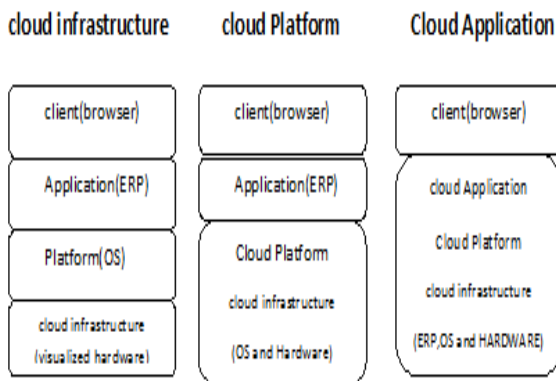 cloud infrastructure
cloud Platform
Cloud Application
client(browser)
Application(ERP)
Platform(OS)
cloud infrastructure
(visualized hardware)
client(browser)
Application(ERP)
Cloud Platform
cloud infrastructure
(OS and Hardware)
client(browser)
cloud Application
Cloud Platform
cloud infrastructure
(ERP,OS and HARDWARE)